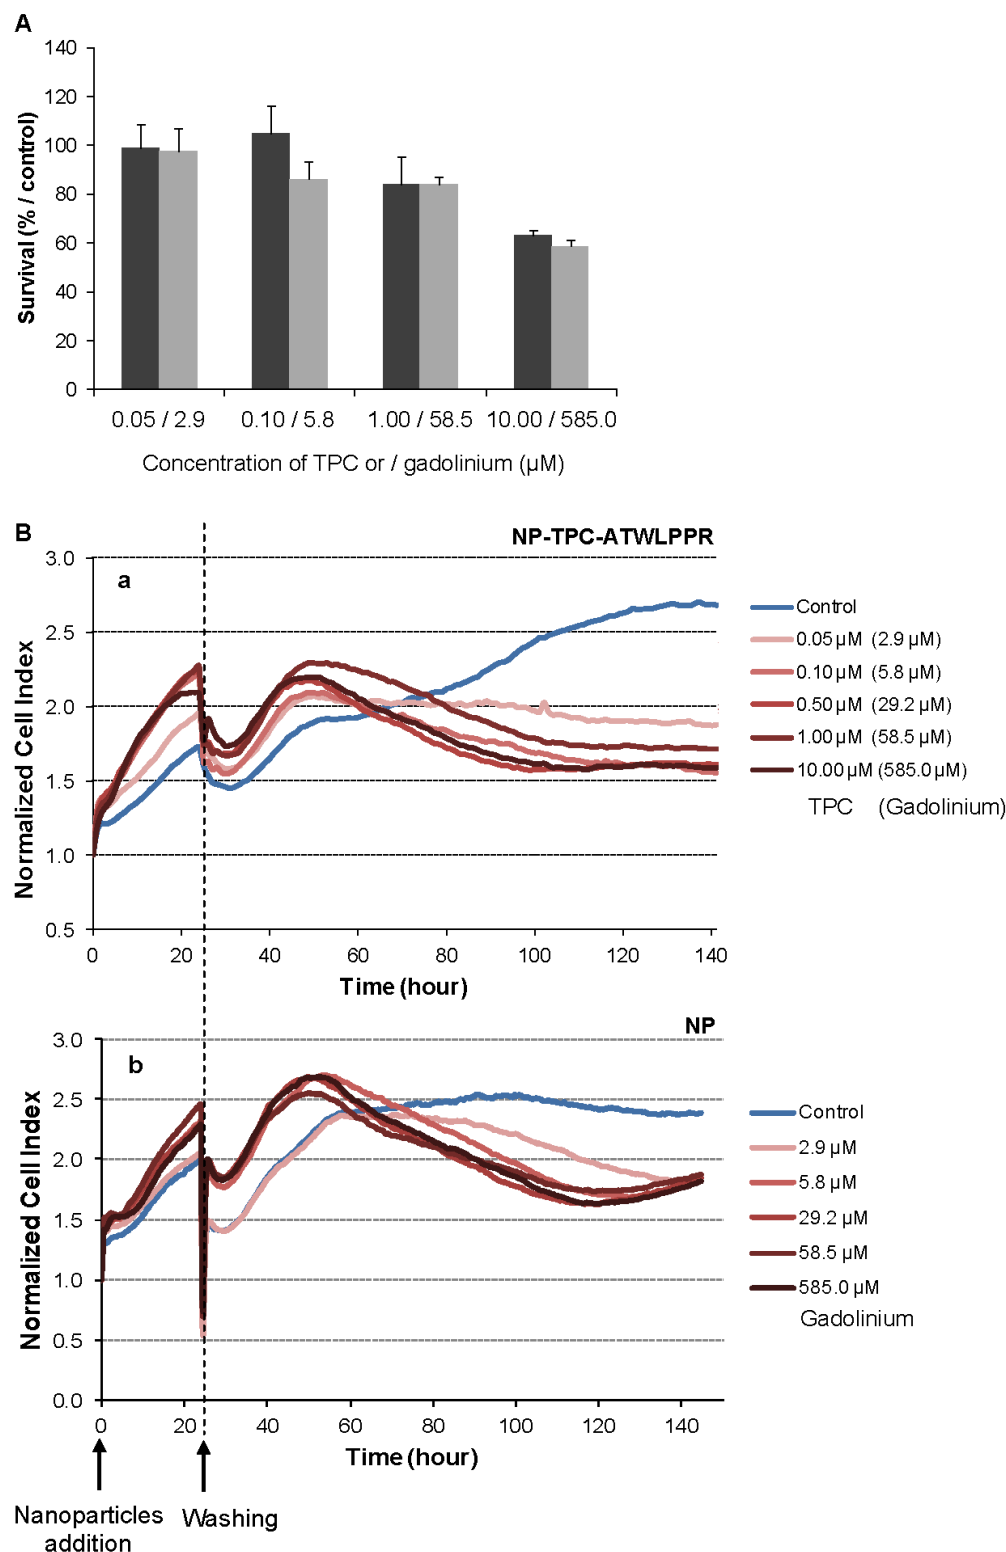 A
140
120
100
80
60
40
20
0
Survival (% / control)
0.05 / 2.9 0.10 / 5.8 1.00 / 58.5 10.00 / 585.0
Concentration of TPC or / gadolinium (µM)
B
NP-TPC-ATWLPPR
a
3.0
2.5
2.0
1.5
1.0
0.5
Normalized Cell Index
0 20 40 60 80 100 120 140
Time (hour)
Control
0.05 µM (2.9 µM)
0.10 µM (5.8 µM)
0.50 µM (29.2 µM)
1.00 µM (58.5 µM)
10.00 µM (585.0 µM)
TPC (Gadolinium)
NP
b
3.0
2.5
2.0
1.5
1.0
0.5
0.0
Normalized Cell Index
0 20 40 60 80 100 120 140
Time (hour)
Control
2.9 µM
5.8 µM
29.2 µM
58.5 µM
585.0 µM
Gadolinium
Nanoparticles
addition
Washing